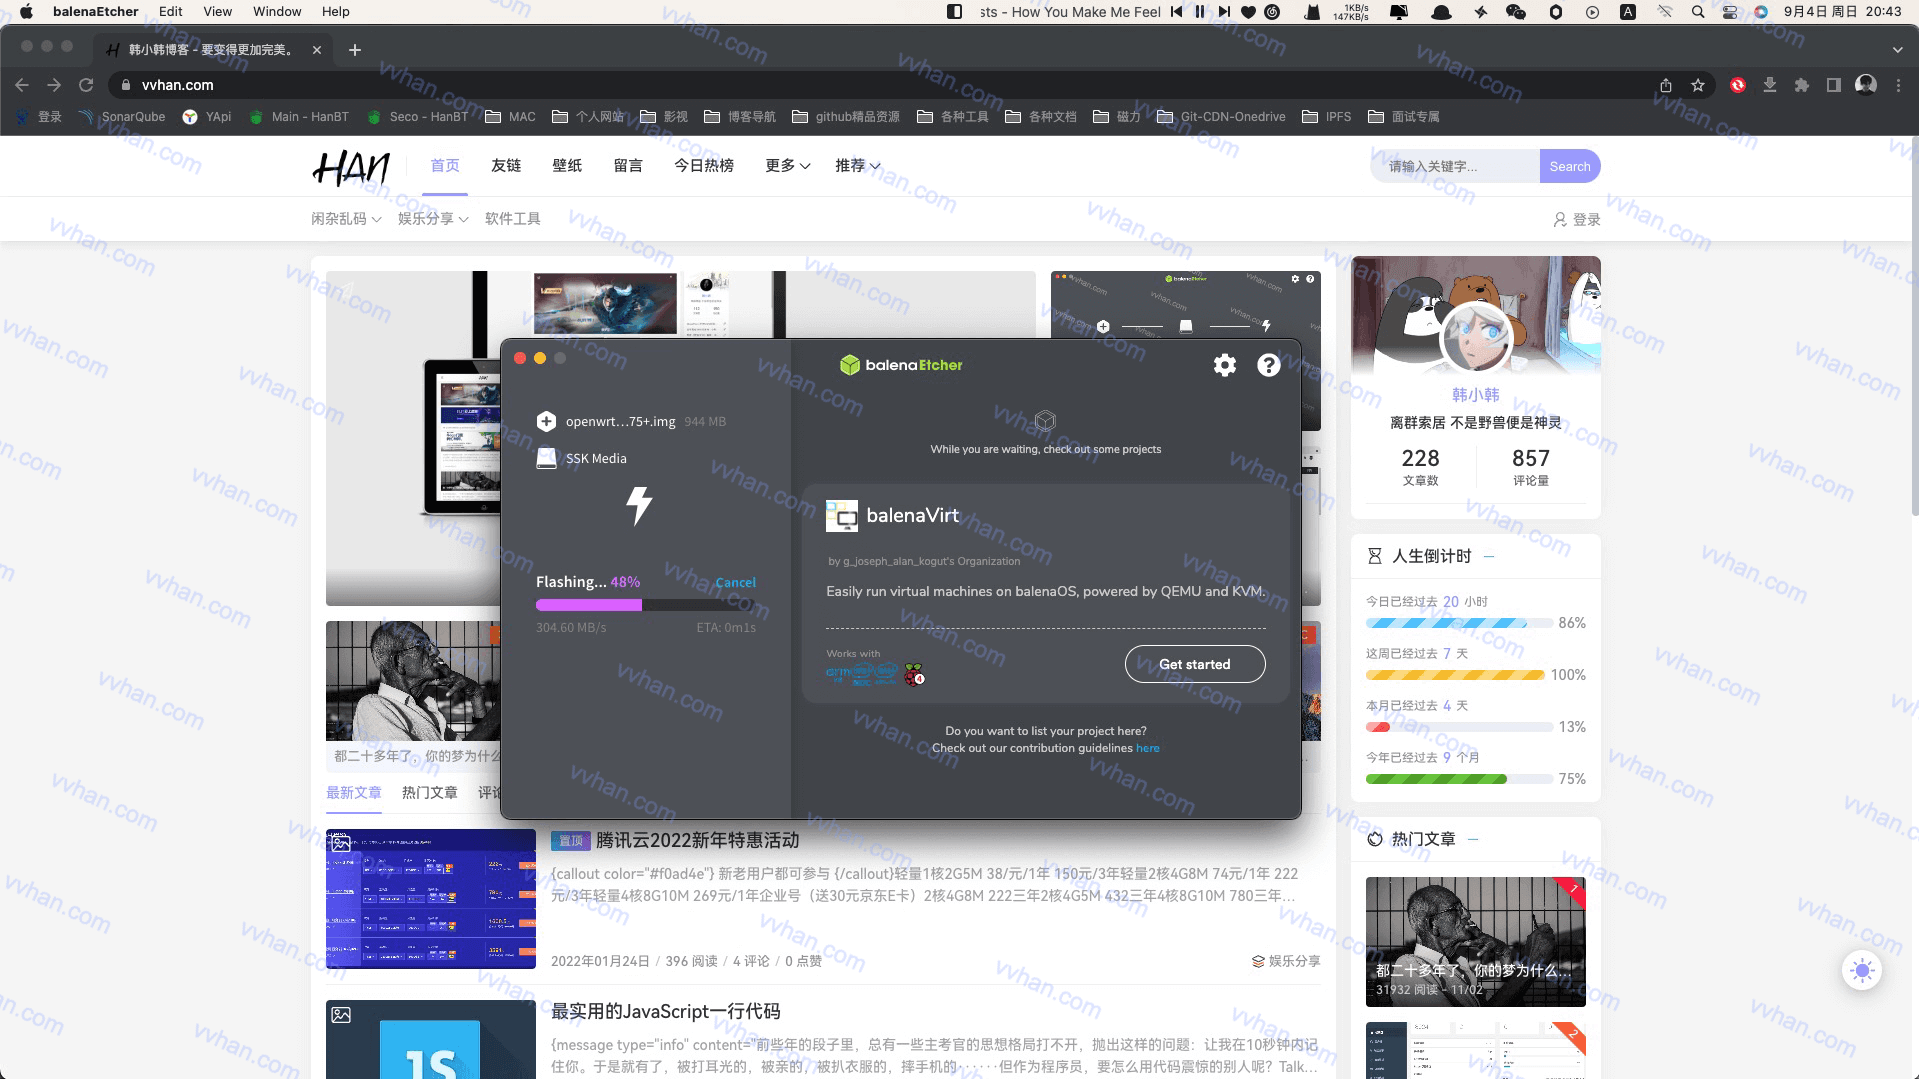 balenaEtcher Edit View Window Help
sts - How You Make Me Feel
1KB/s
147KB/s
A
9月4日 周日 20:43
韩小韩博客 - 要变得更加完美。
vvhan.com
登录 SonarQube YApi Main - HanBT Seco - HanBT MAC 个人网站 影视 博客导航 github精品资源 各种工具 各种文档 磁力 Git-CDN-Onedrive IPFS 面试专属
HAN 首页 友链 壁纸 留言 今日热榜 更多 推荐 请输入关键字... Search
闲杂乱码 娱乐分享 软件工具 登录
balenaEtcher
balenaEtcher
openwrt...75+.img 944 MB
SSK Media
Flashing... 48% Cancel
304.60 MB/s ETA: 0m1s
While you are waiting, check out some projects
balenaVirt
by g_joseph_alan_kogut's Organization
Easily run virtual machines on balenaOS, powered by QEMU and KVM.
Works with
4
Get started
Do you want to list your project here?
Check out our contribution guidelines here
韩小韩
离群索居 不是野兽便是神灵
228 857
文章数 评论量
人生倒计时
今日已经过去 20 小时
86%
这周已经过去 7 天
100%
本月已经过去 4 天
13%
今年已经过去 9 个月
75%
都二十多年了，你的梦为什么
最新文章 热门文章 评论
置顶 腾讯云2022新年特惠活动
{callout color="#f0ad4e"} 新老用户都可参与 {/callout}轻量1核2G5M 38/元/1年 150元/3年轻量2核4G8M 74元/1年 222
元/3年轻量4核8G10M 269元/1年企业号（送30元京东E卡）2核4G8M 222三年2核4G5M 432三年4核8G10M 780三年...
2022年01月24日 / 396 阅读 / 4 评论 / 0 点赞 娱乐分享
JS
最实用的JavaScript一行代码
{message type="info" content="前些年的段子里，总有一些主考官的思想格局打不开，抛出这样的问题：让我在10秒钟内记
住你。于是就有了，被打耳光的，被亲的，被扒衣服的，摔手机的······但作为程序员，要怎么用代码震惊的别人呢？Talk...
热门文章
1
都二十多年了，你的梦为什么...
31932 阅读 - 11/02
2
vvhan.com